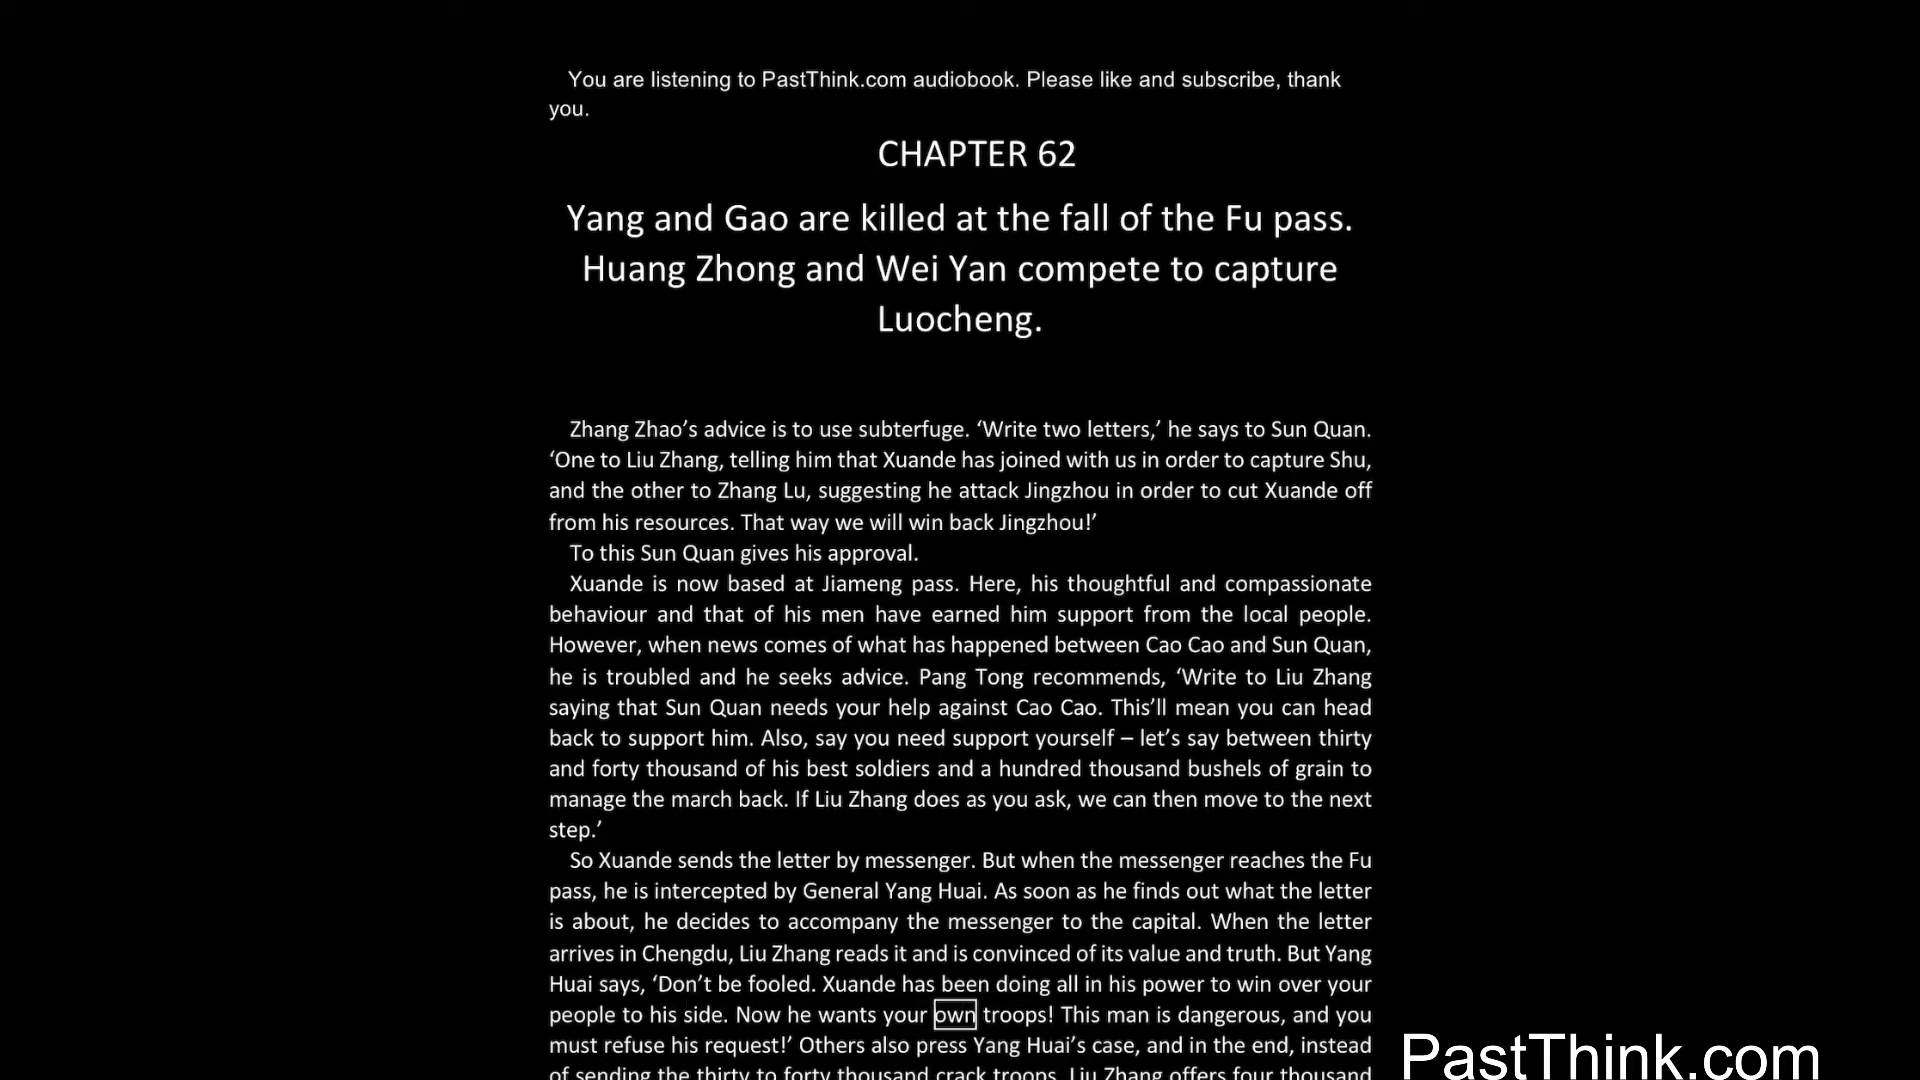 You are listening to PastThink.com audiobook. Please like and subscribe, thank
you.
CHAPTER 62
Yang and Gao are killed at the fall of the Fu pass.
Huang Zhong and Wei Yan compete to capture
Luocheng.
Zhang Zhao’s advice is to use subterfuge. ‘Write two letters,’ he says to Sun Quan.
‘One to Liu Zhang, telling him that Xuande has joined with us in order to capture Shu,
and the other to Zhang Lu, suggesting he attack Jingzhou in order to cut Xuande off
from his resources. That way we will win back Jingzhou!’
To this Sun Quan gives his approval.
Xuande is now based at Jiameng pass. Here, his thoughtful and compassionate
behaviour and that of his men have earned him support from the local people.
However, when news comes of what has happened between Cao Cao and Sun Quan,
he is troubled and he seeks advice. Pang Tong recommends, ‘Write to Liu Zhang
saying that Sun Quan needs your help against Cao Cao. This’ll mean you can head
back to support him. Also, say you need support yourself – let’s say between thirty
and forty thousand of his best soldiers and a hundred thousand bushels of grain to
manage the march back. If Liu Zhang does as you ask, we can then move to the next
step.’
So Xuande sends the letter by messenger. But when the messenger reaches the Fu
pass, he is intercepted by General Yang Huai. As soon as he finds out what the letter
is about, he decides to accompany the messenger to the capital. When the letter
arrives in Chengdu, Liu Zhang reads it and is convinced of its value and truth. But Yang
Huai says, ‘Don’t be fooled. Xuande has been doing all in his power to win over your
people to his side. Now he wants your own troops! This man is dangerous, and you
must refuse his request!’ Others also press Yang Huai’s case, and in the end, instead
of sending the thirty to forty thousand crack troops, Liu Zhang offers four thousand
PastThink.com